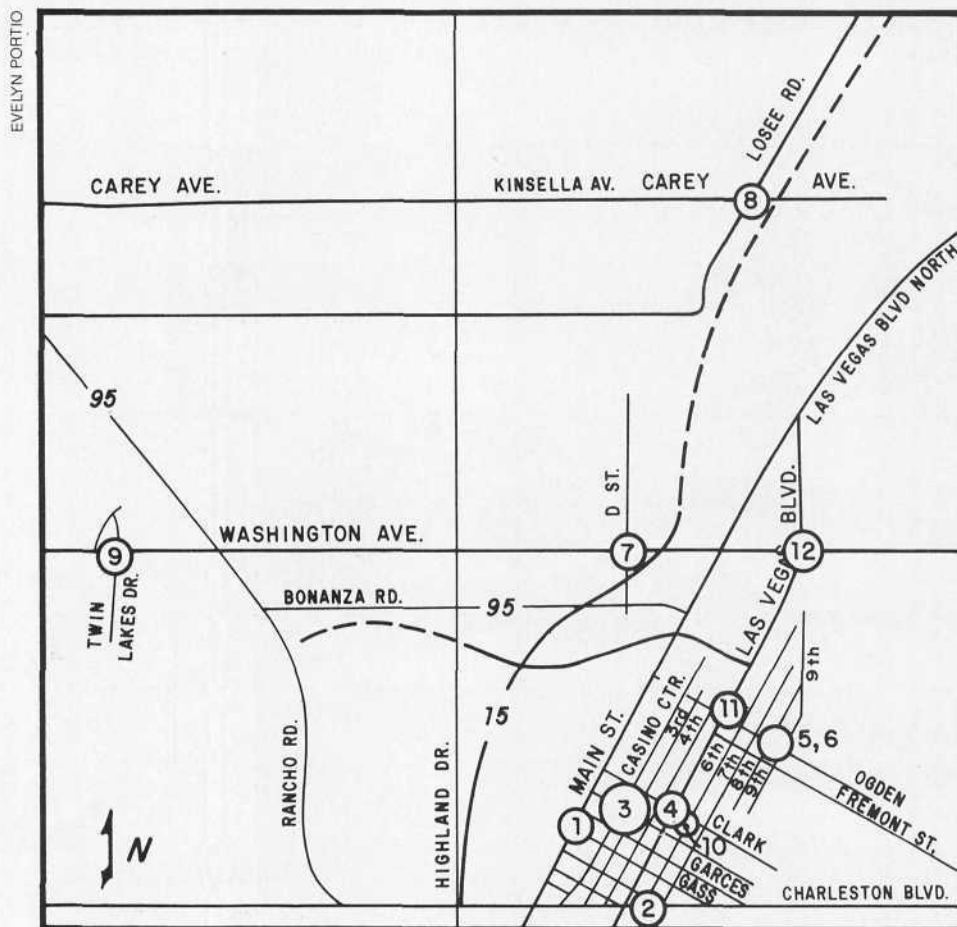 EVELYN PORTIO
LOSEE RD.
CAREY AVE.
KINSELLA AV.
CAREY
AVE.
8
LAS VEGAS BLVD NORTH
95
D ST.
BLVD.
WASHINGTON AVE.
9
7
12
TWIN
LAKES DR.
BONANZA RD.
95
LAS VEGAS
9th
CASINO CTR.
3rd
4th
11
15
6th
7th
8th
9th
5, 6
MAIN ST.
OGDEN
FREMONT ST.
RANCHO RD.
HIGHLAND DR.
3
4
1
CLARK
10
N
GARCES
GASS
CHARLESTON BLVD.
2